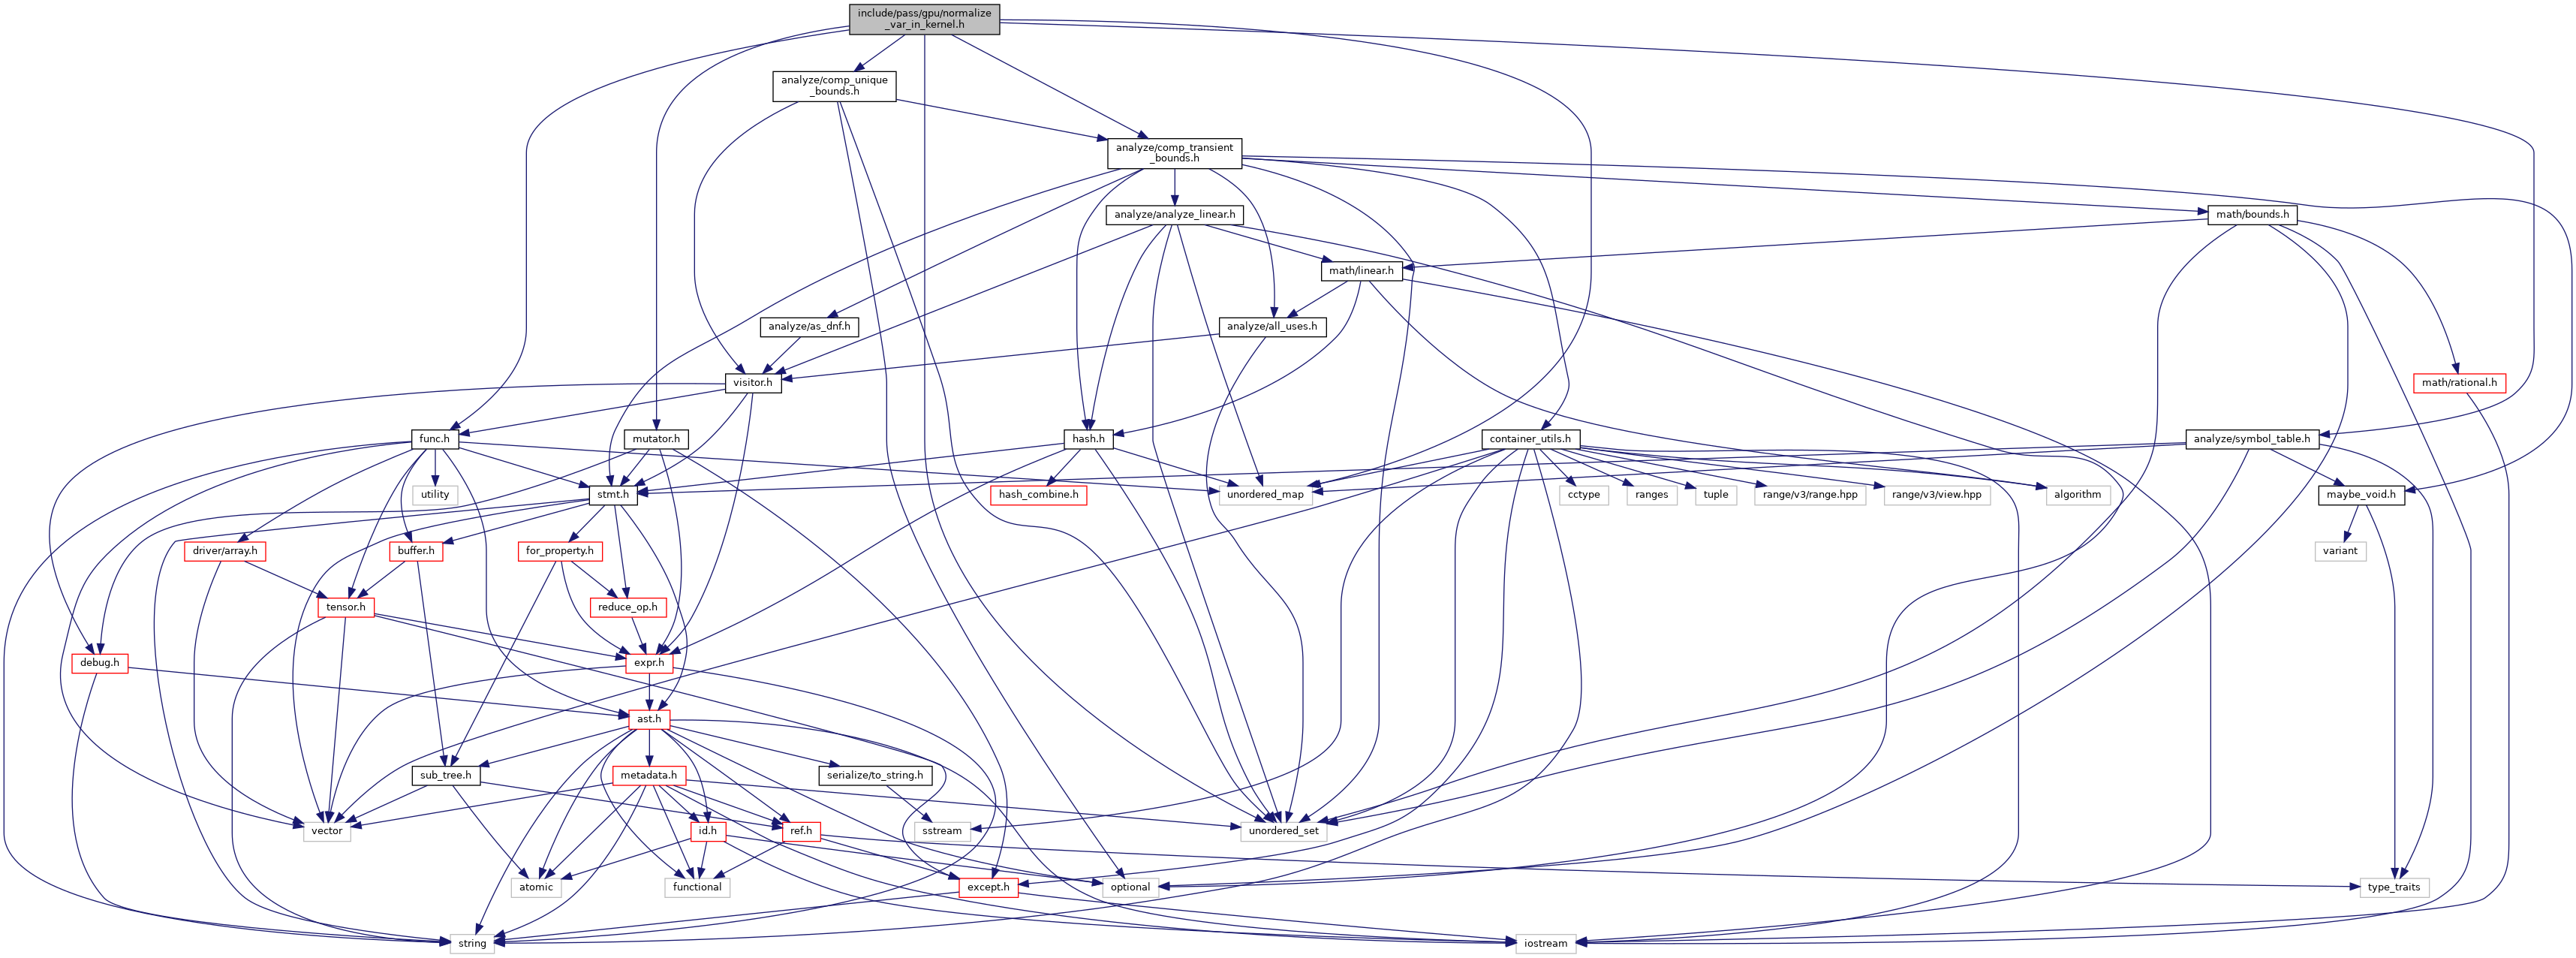 include/pass/gpu/normalize
_var_in_kernel.h
analyze/comp_unique
_bounds.h
analyze/comp_transient
_bounds.h
analyze/analyze_linear.h
math/bounds.h
math/linear.h
analyze/as_dnf.h
analyze/all_uses.h
visitor.h
math/rational.h
func.h
mutator.h
hash.h
container_utils.h
analyze/symbol_table.h
utility
stmt.h
hash_combine.h
unordered_map
cctype
ranges
tuple
range/v3/range.hpp
range/v3/view.hpp
algorithm
maybe_void.h
driver/array.h
buffer.h
for_property.h
variant
tensor.h
reduce_op.h
debug.h
expr.h
ast.h
sub_tree.h
metadata.h
serialize/to_string.h
vector
id.h
ref.h
sstream
unordered_set
atomic
functional
except.h
optional
type_traits
string
iostream